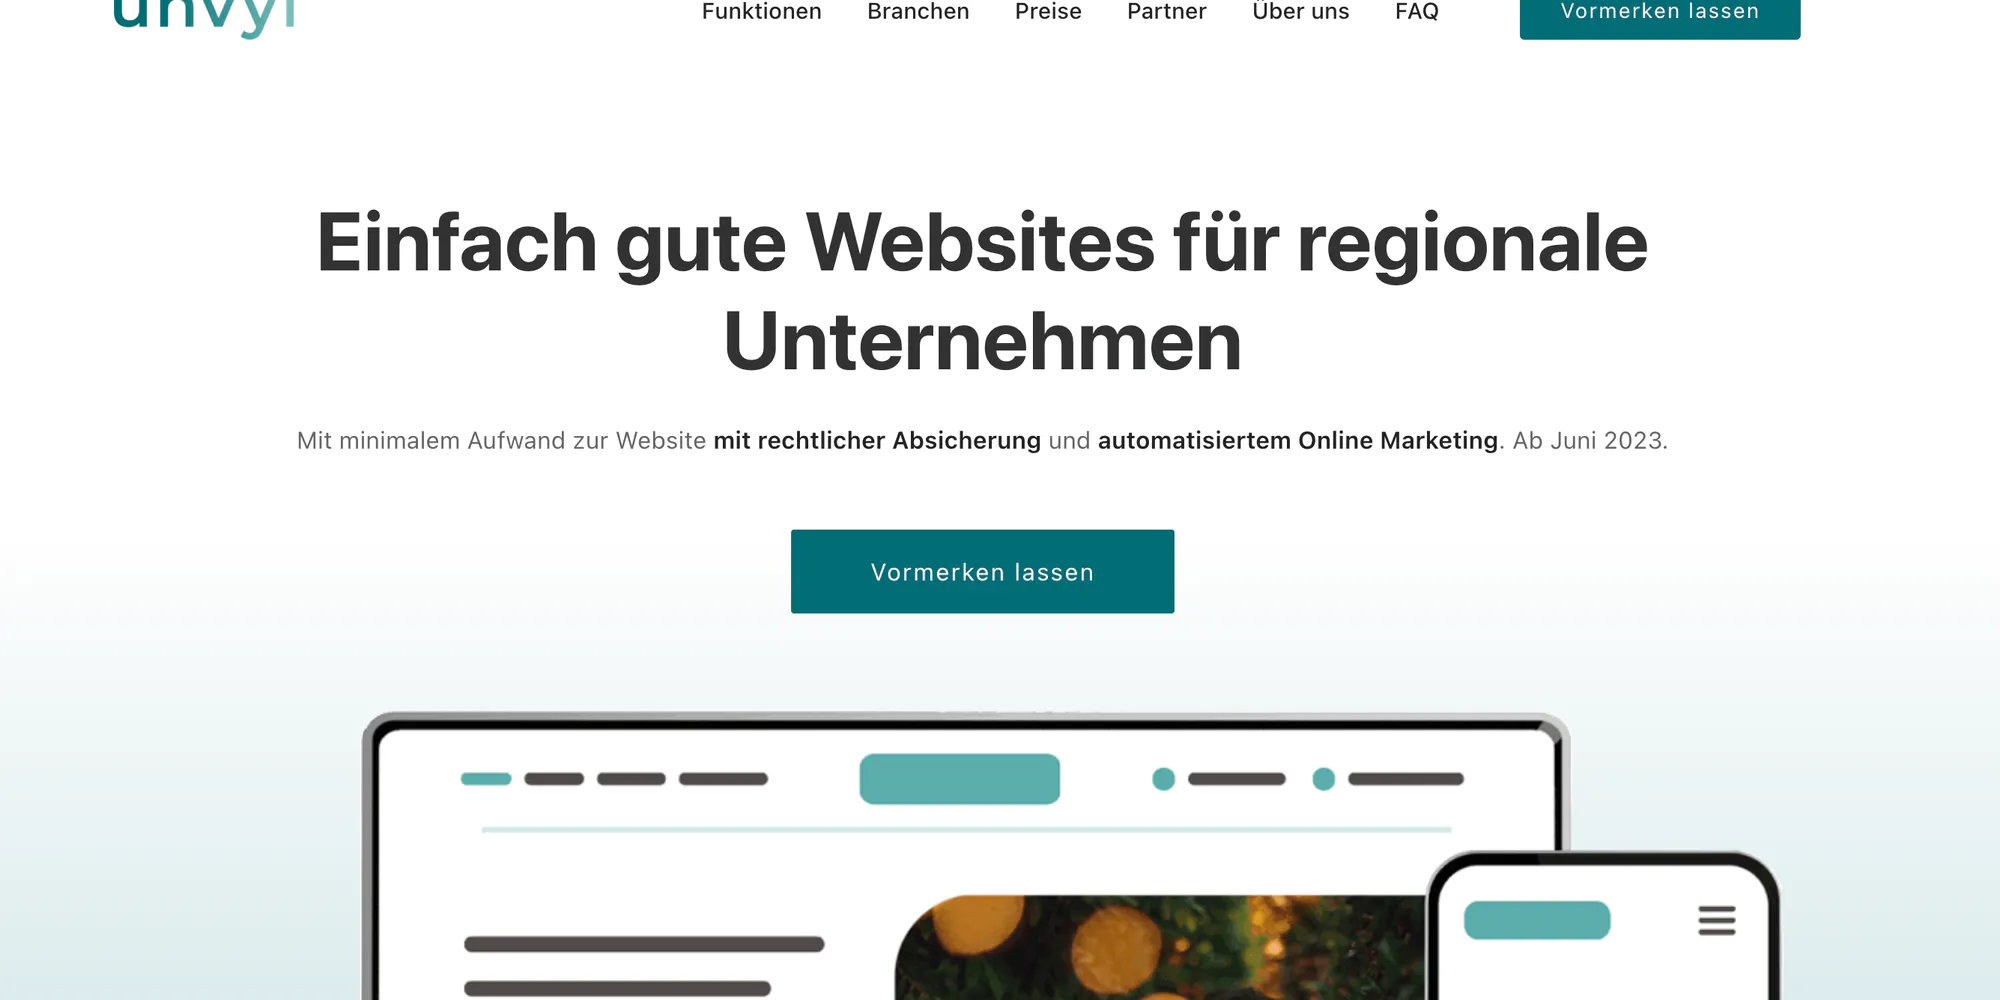 unvyl
Funktionen Branchen Preise Partner Über uns FAQ Vormerken lassen
Einfach gute Websites für regionale
Unternehmen
Mit minimalem Aufwand zur Website mit rechtlicher Absicherung und automatisiertem Online Marketing. Ab Juni 2023.
Vormerken lassen